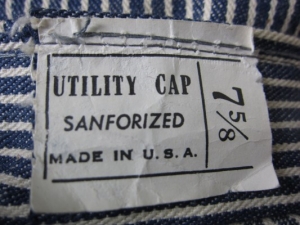 UTILITY CAP
SANFORIZED
MADE IN U.S.A.
7 5/8